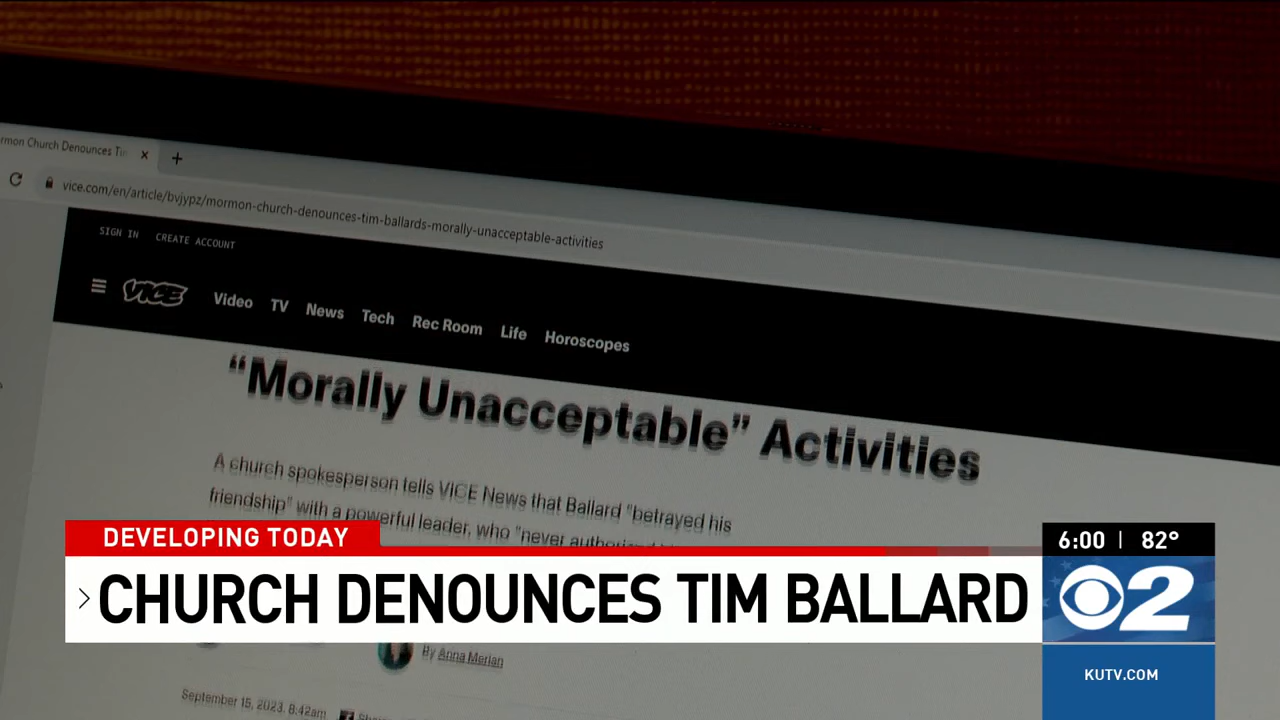 rmon Church Denounces Ti
vice.com/en/article/bvjypz/mormon-church-denounces-tim-ballards-morally-unacceptable-activities
SIGN IN CREATE ACCOUNT
VICE Video TV News Tech Rec Room Life Horoscopes
“Morally Unacceptable” Activities
A church spokesperson tells VICE News that Ballard "betrayed his
friendship" with a powerful leader, who "never
DEVELOPING TODAY
6:00 | 82°
CHURCH DENOUNCES TIM BALLARD
2
By Anna Merlan
KUTV.COM
September 15, 2023, 8:42am